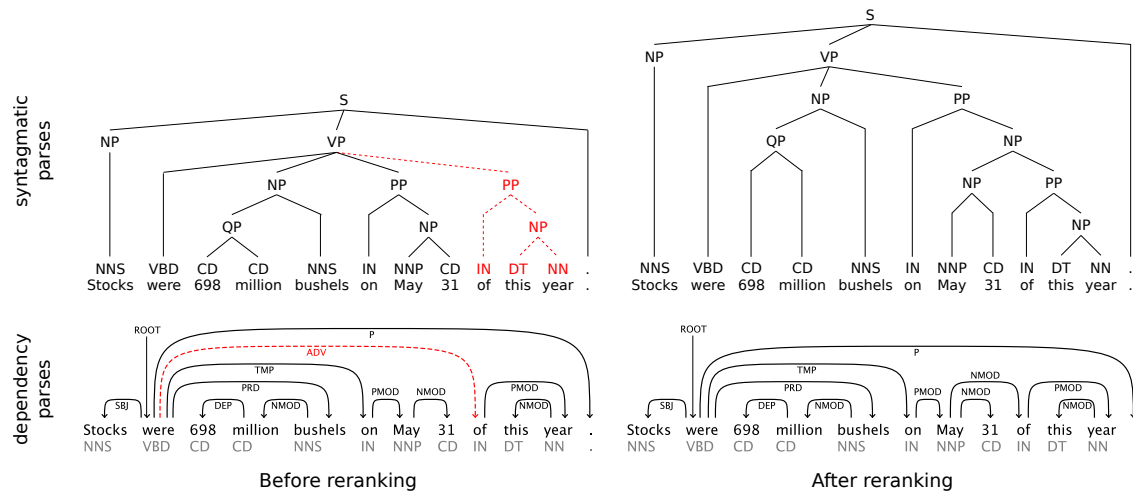 syntagmatic
parses
S
NP VP
NP PP PP
QP NP NP
NNS VBD CD CD NNS IN NNP CD IN DT NN .
Stocks were 698 million bushels on May 31 of this year .
S
NP VP
NP PP
QP NP
NP PP
NP
NNS VBD CD CD NNS IN NNP CD IN DT NN .
Stocks were 698 million bushels on May 31 of this year .
dependency
parses
ROOT
P
ADV
TMP
PRD PMOD NMOD PMOD
SBJ DEP NMOD NMOD
Stocks were 698 million bushels on May 31 of this year .
NNS VBD CD CD NNS IN NNP CD IN DT NN .
Before reranking
ROOT
P
TMP NMOD
PRD PMOD NMOD PMOD
SBJ DEP NMOD NMOD
Stocks were 698 million bushels on May 31 of this year .
NNS VBD CD CD NNS IN NNP CD IN DT NN .
After reranking